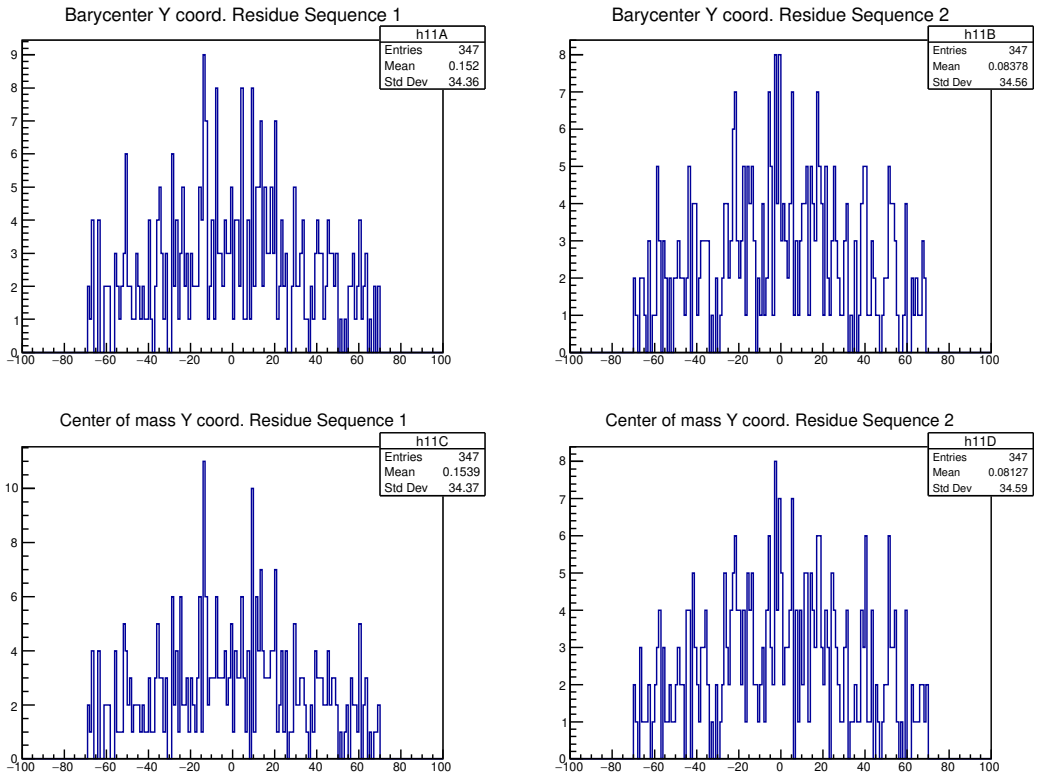 Barycenter Y coord. Residue Sequence 1
h11A
Entries 347
Mean 0.152
Std Dev 34.36
9
8
7
6
5
4
3
2
1
0
−100 −80 −60 −40 −20 0 20 40 60 80 100
Barycenter Y coord. Residue Sequence 2
h11B
Entries 347
Mean 0.08378
Std Dev 34.56
8
7
6
5
4
3
2
1
0
−100 −80 −60 −40 −20 0 20 40 60 80 100
Center of mass Y coord. Residue Sequence 1
h11C
Entries 347
Mean 0.1539
Std Dev 34.37
10
8
6
4
2
0
−100 −80 −60 −40 −20 0 20 40 60 80 100
Center of mass Y coord. Residue Sequence 2
h11D
Entries 347
Mean 0.08127
Std Dev 34.59
8
7
6
5
4
3
2
1
0
−100 −80 −60 −40 −20 0 20 40 60 80 100